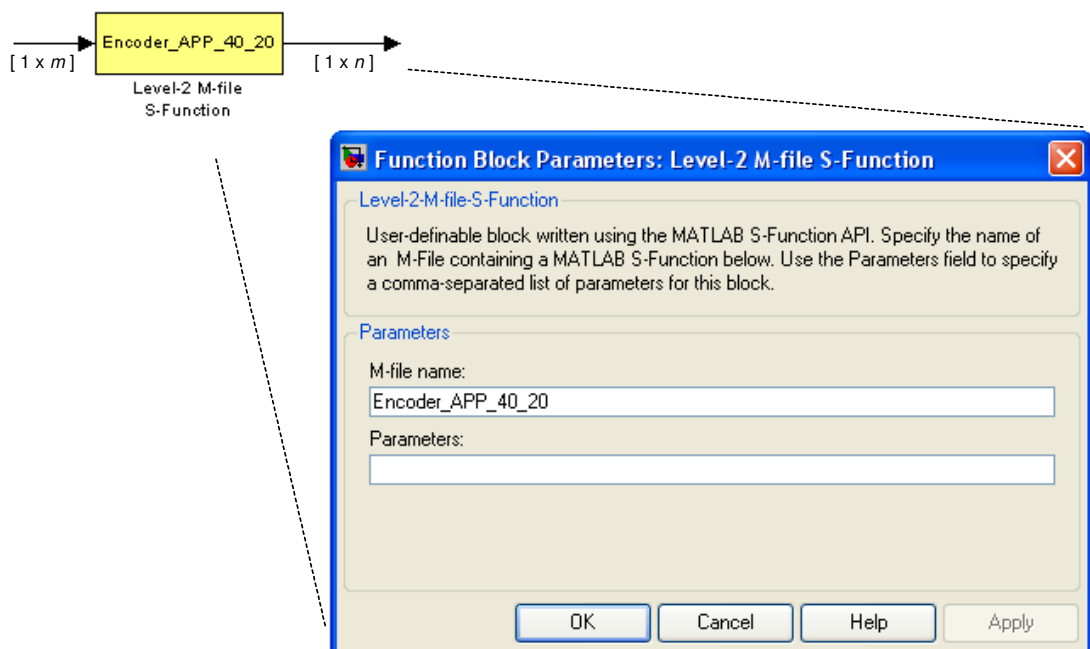 Encoder_APP_40_20
[ 1 x m ]
[ 1 x n ]
Level-2 M-file
S-Function
Function Block Parameters: Level-2 M-file S-Function
Level-2-M-file-S-Function
User-definable block written using the MATLAB S-Function API. Specify the name of
an M-File containing a MATLAB S-Function below. Use the Parameters field to specify
a comma-separated list of parameters for this block.
Parameters
M-file name:
Encoder_APP_40_20
Parameters:
OK
Cancel
Help
Apply